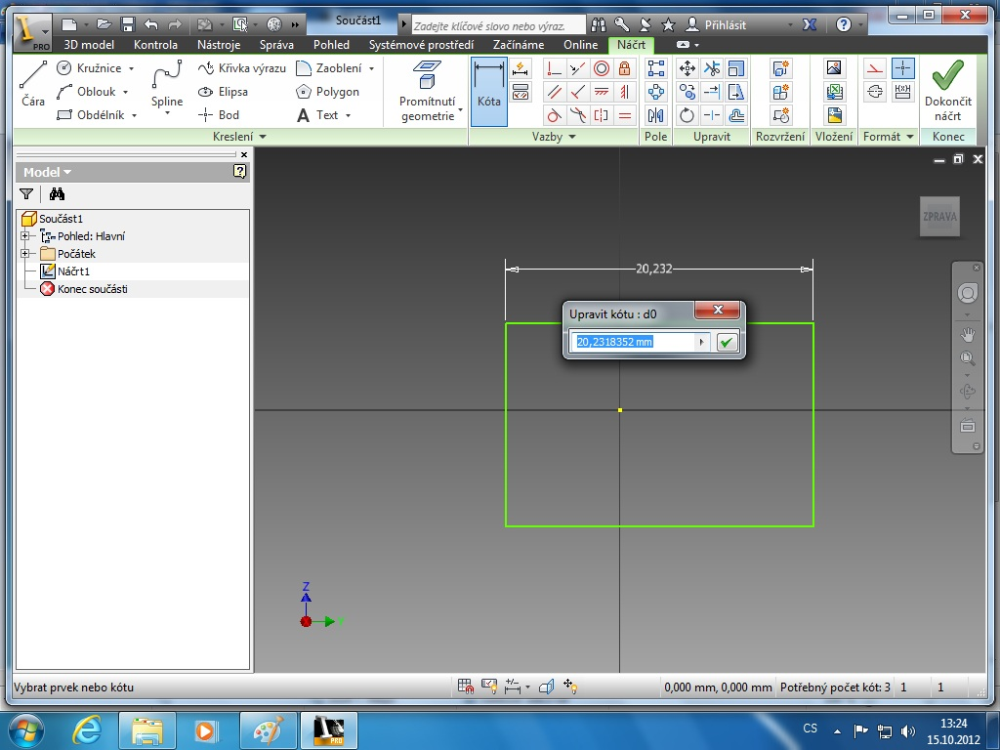 PRO
Součást1
Zadejte klíčové slovo nebo výraz.
Přihlásit
3D model Kontrola Nástroje Správa Pohled Systémové prostředí Začínáme Online Náčrt
Čára
Kružnice
Oblouk
Obdélník
Spline
Křivka výrazu
Elipsa
Bod
Zaoblení
Polygon
A Text
Promítnutí
geometrie
Kóta
Dokončit
náčrt
Kreslení
Vazby
Pole
Upravit
Rozvržení
Vložení
Formát
Konec
Model
Součást1
Pohled: Hlavní
Počátek
Náčrt1
Konec součásti
ZPRAVA
20,232
Upravit kótu : d0
20,2318352 mm
Z
Vybrat prvek nebo kótu
0,000 mm, 0,000 mm
Potřebný počet kót: 3
1
1
PRO
CS
13:24
15.10.2012